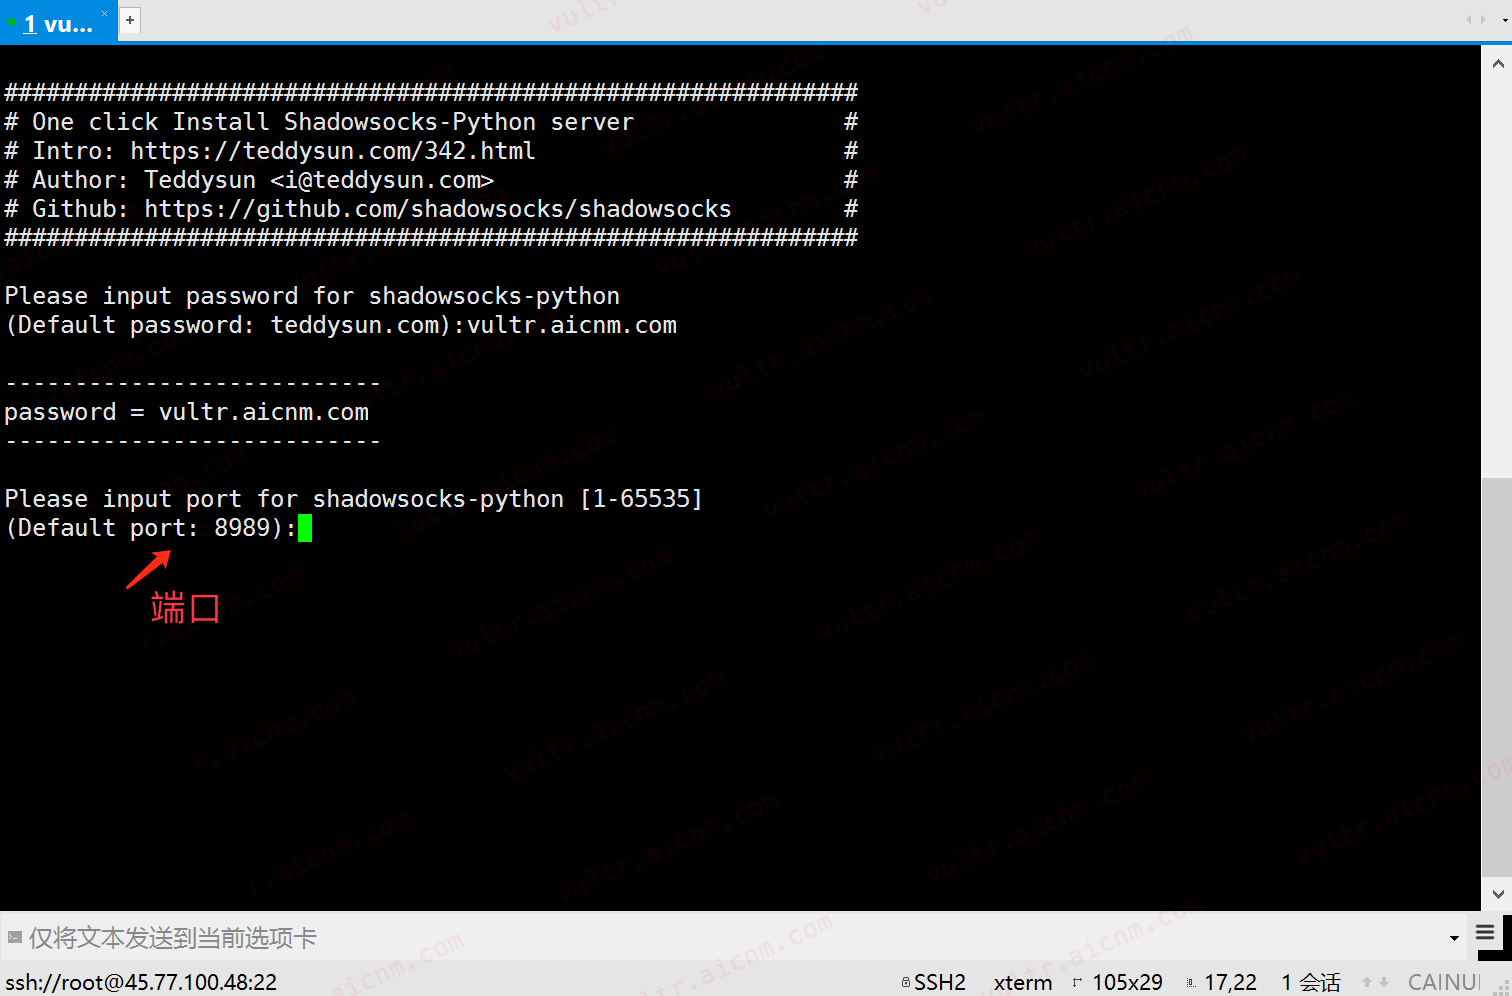 1 vu... × +
#############################################################
# One click Install Shadowsocks-Python server               #
# Intro: https://teddysun.com/342.html                      #
# Author: Teddysun <i@teddysun.com>                         #
# Github: https://github.com/shadowsocks/shadowsocks        #
#############################################################
Please input password for shadowsocks-python
(Default password: teddysun.com):vultr.aicnm.com
---------------------------
password = vultr.aicnm.com
---------------------------
Please input port for shadowsocks-python [1-65535]
(Default port: 8989):
端口
仅将文本发送到当前选项卡
ssh://root@45.77.100.48:22 SSH2 xterm 105x29 17,22 1 会话
vultr.aicnm.com